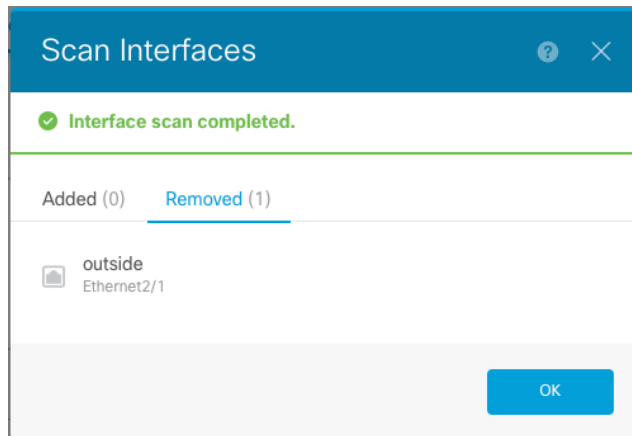 Scan Interfaces
Interface scan completed.
Added (0) Removed (1)
outside
Ethernet2/1
OK